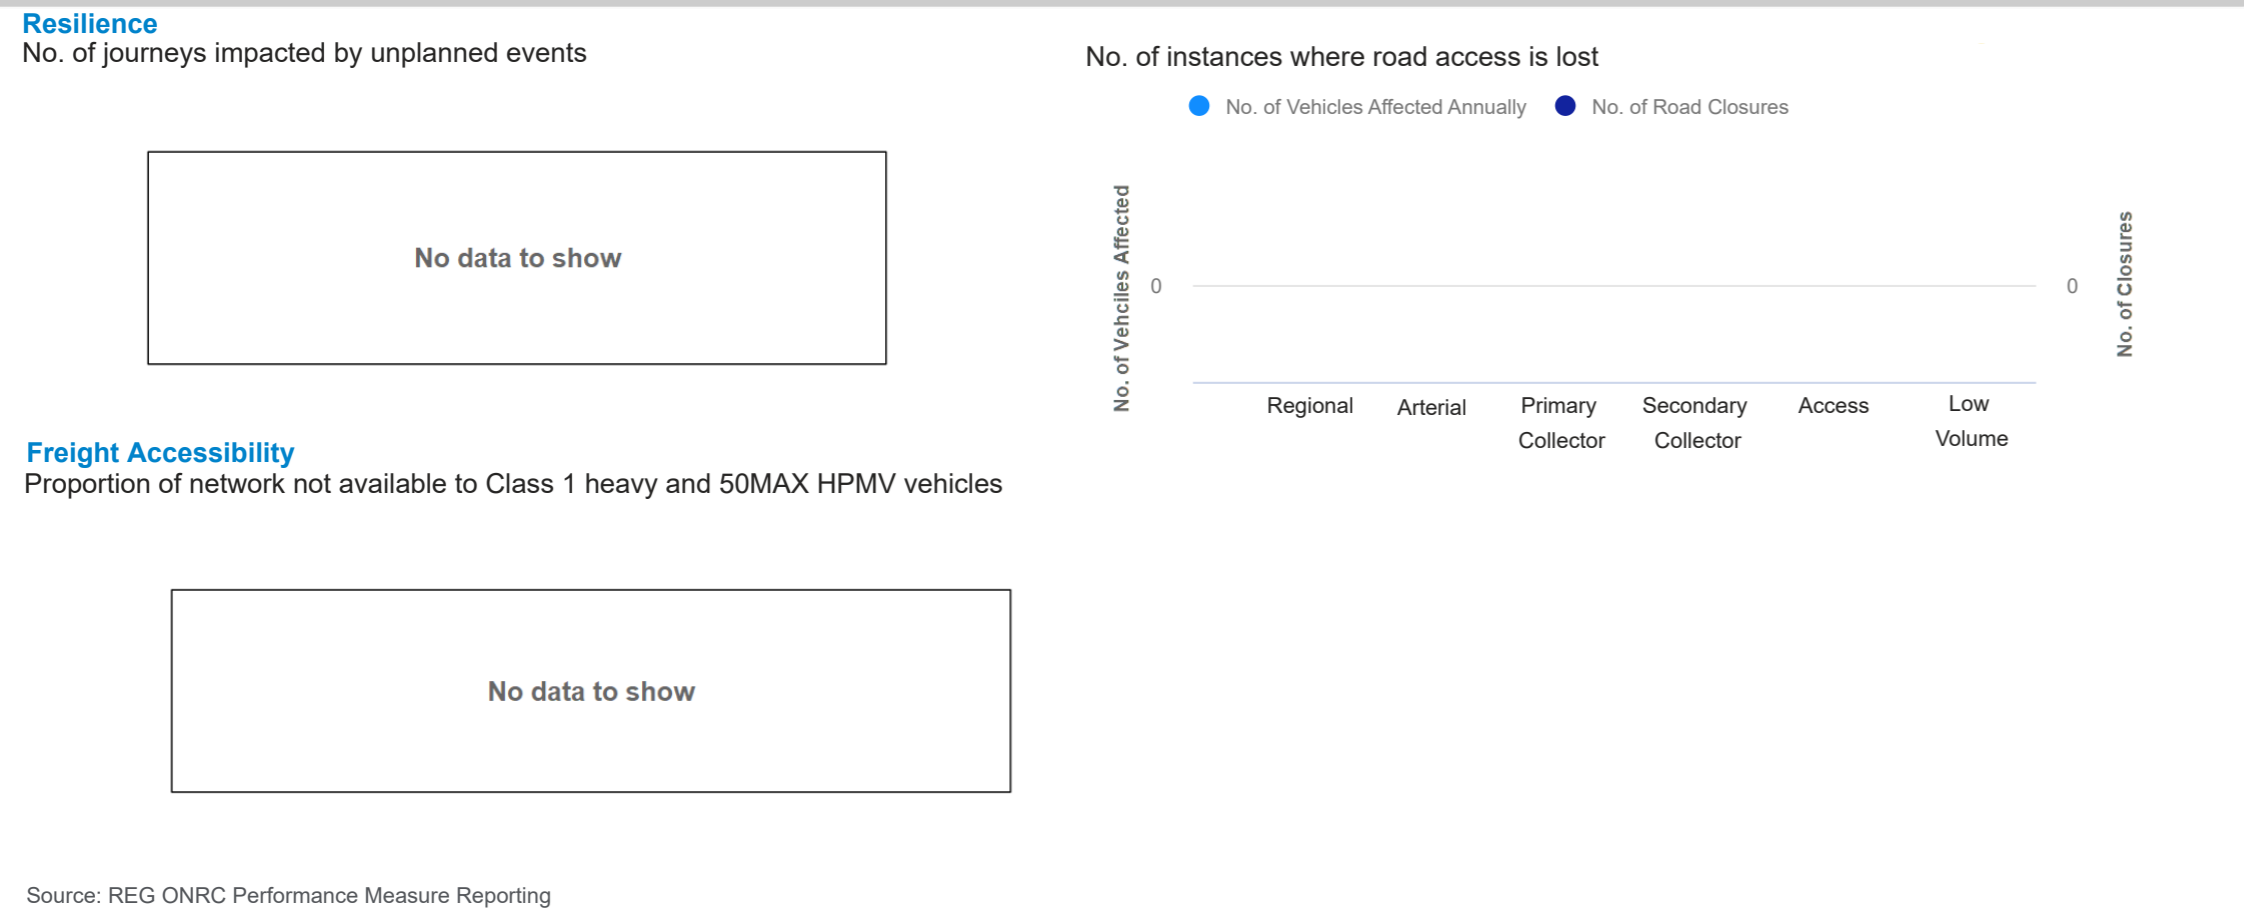 Resilience
No. of journeys impacted by unplanned events
No data to show
No. of instances where road access is lost
No. of Vehicles Affected Annually
No. of Road Closures
No. of Vehciles Affected
0
0
No. of Closures
Regional
Arterial
Primary
Collector
Secondary
Collector
Access
Low
Volume
Freight Accessibility
Proportion of network not available to Class 1 heavy and 50MAX HPMV vehicles
No data to show
Source: REG ONRC Performance Measure Reporting